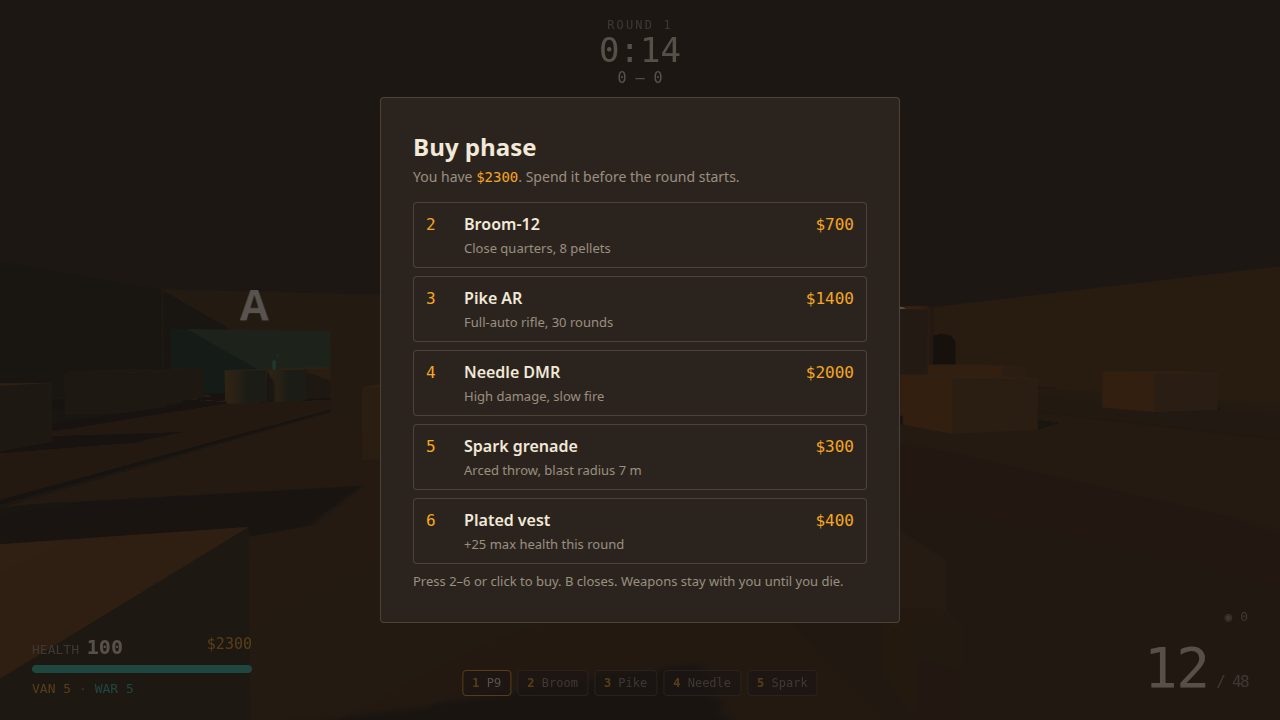 ROUND 1
0:14
0 — 0
Buy phase
You have $2300. Spend it before the round starts.
2 Broom-12 $700
Close quarters, 8 pellets
3 Pike AR $1400
Full-auto rifle, 30 rounds
4 Needle DMR $2000
High damage, slow fire
5 Spark grenade $300
Arced throw, blast radius 7 m
6 Plated vest $400
+25 max health this round
Press 2–6 or click to buy. B closes. Weapons stay with you until you die.
A
HEALTH 100 $2300
VAN 5 · WAR 5
1 P9 2 Broom 3 Pike 4 Needle 5 Spark
◉ 0
12 / 48